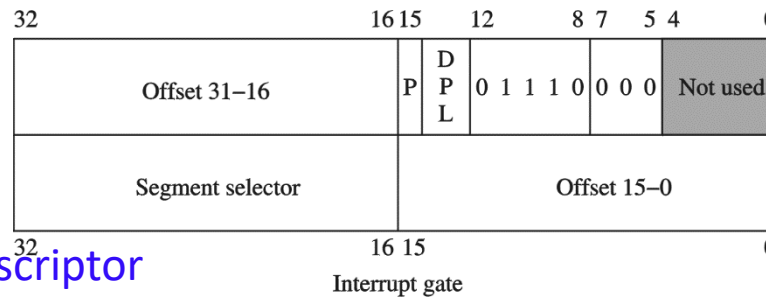 32 16 15 12 8 7 5 4
Offset 31–16 P DPL 0 1 1 1 0 0 0 0 Not used
Segment selector Offset 15–0
32 16 15
scriptor
Interrupt gate